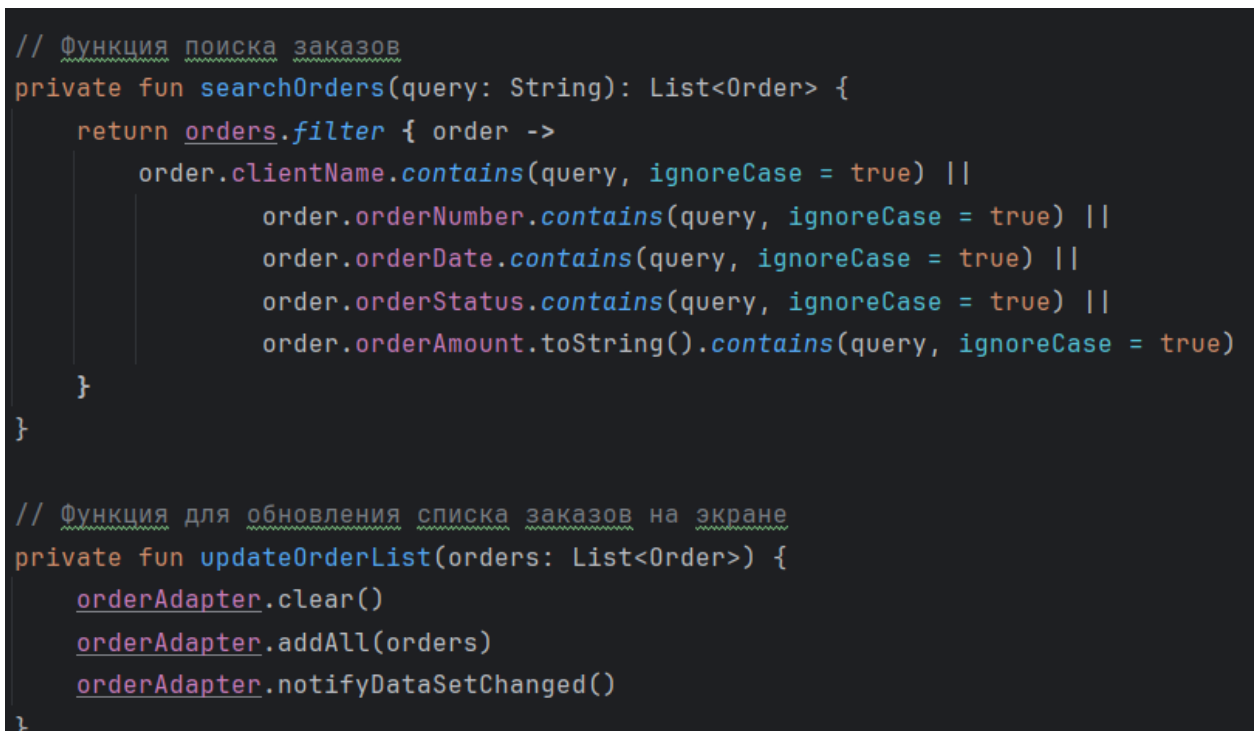 // Функция поиска заказов
private fun searchOrders(query: String): List<Order> {
    return orders.filter { order ->
        order.clientName.contains(query, ignoreCase = true) ||
                order.orderNumber.contains(query, ignoreCase = true) ||
                order.orderDate.contains(query, ignoreCase = true) ||
                order.orderStatus.contains(query, ignoreCase = true) ||
                order.orderAmount.toString().contains(query, ignoreCase = true)
    }
}
// Функция для обновления списка заказов на экране
private fun updateOrderList(orders: List<Order>) {
    orderAdapter.clear()
    orderAdapter.addAll(orders)
    orderAdapter.notifyDataSetChanged()
}